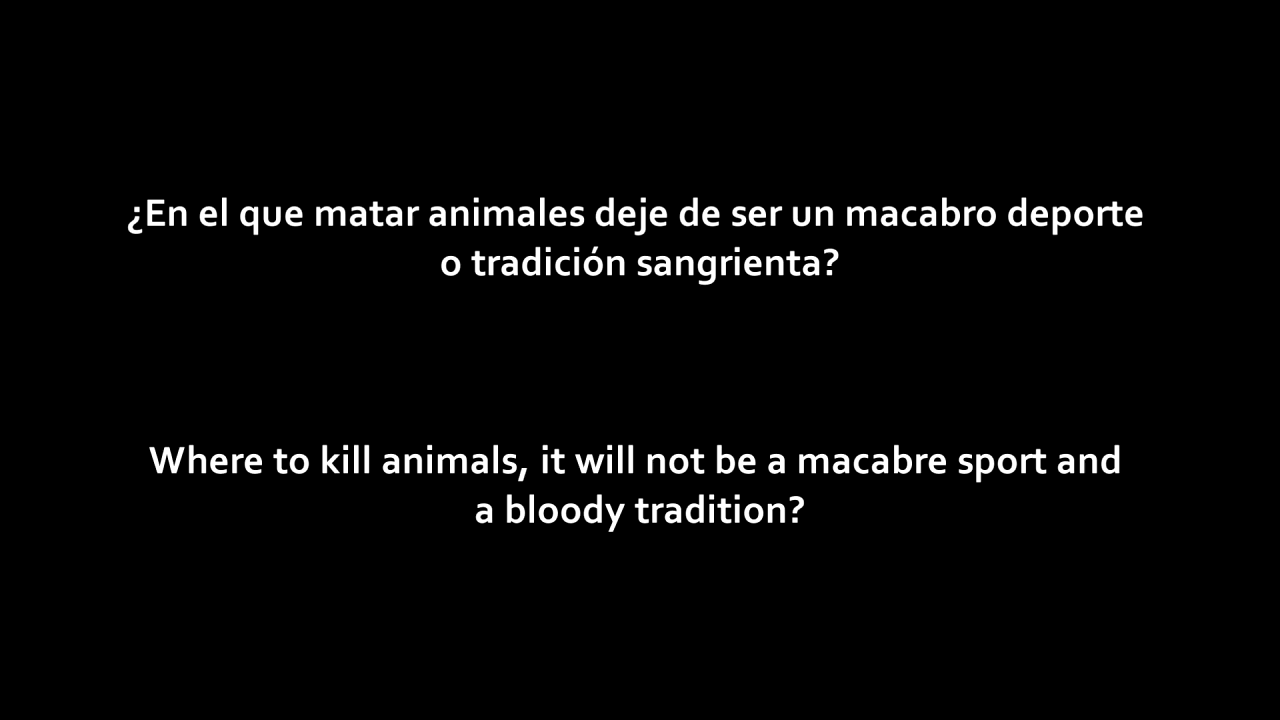 ¿En el que matar animales deje de ser un macabro deporte
o tradición sangrienta?
Where to kill animals, it will not be a macabre sport and
a bloody tradition?